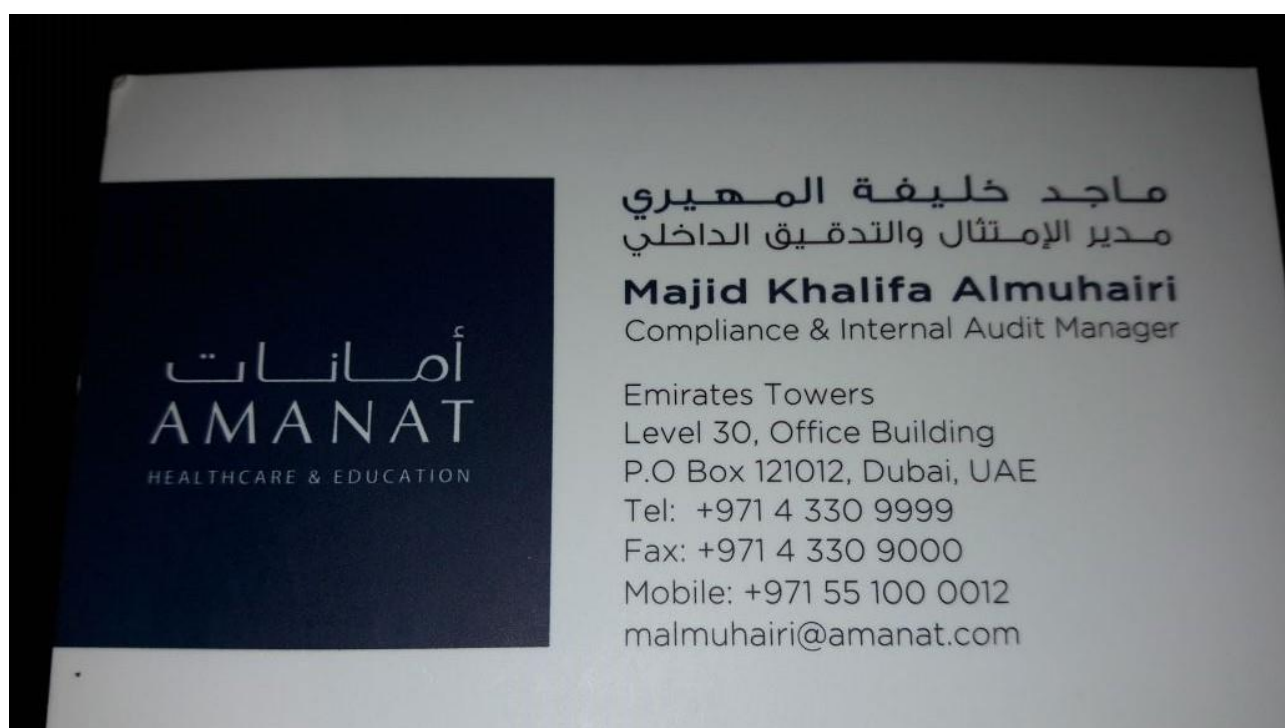 أمانات
AMANAT
HEALTHCARE & EDUCATION
ماجد خليفة المهيري
مدير الإمتثال والتدقيق الداخلي
Majid Khalifa Almuhairi
Compliance & Internal Audit Manager
Emirates Towers
Level 30, Office Building
P.O Box 121012, Dubai, UAE
Tel: +971 4 330 9999
Fax: +971 4 330 9000
Mobile: +971 55 100 0012
malmuhairi@amanat.com